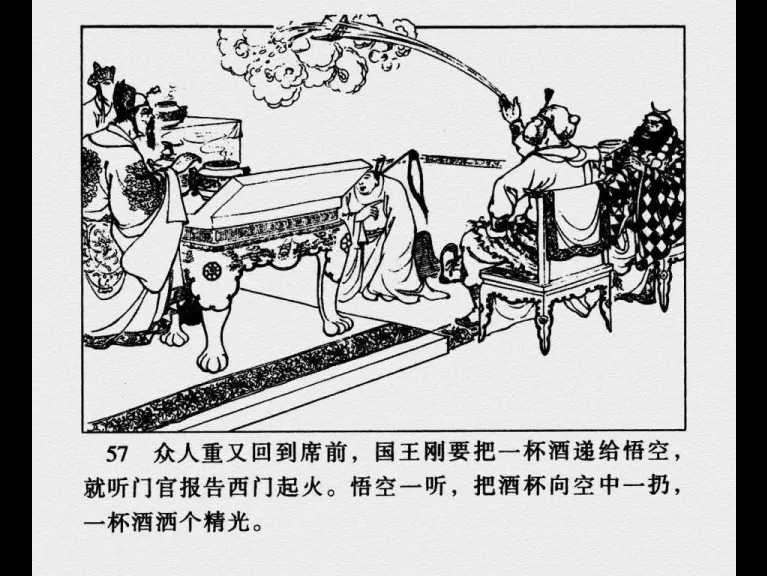 57 众人重又回到席前，国王刚要把一杯酒递给悟空，
就听门官报告西门起火。悟空一听，把酒杯向空中一扔，
一杯酒洒个精光。